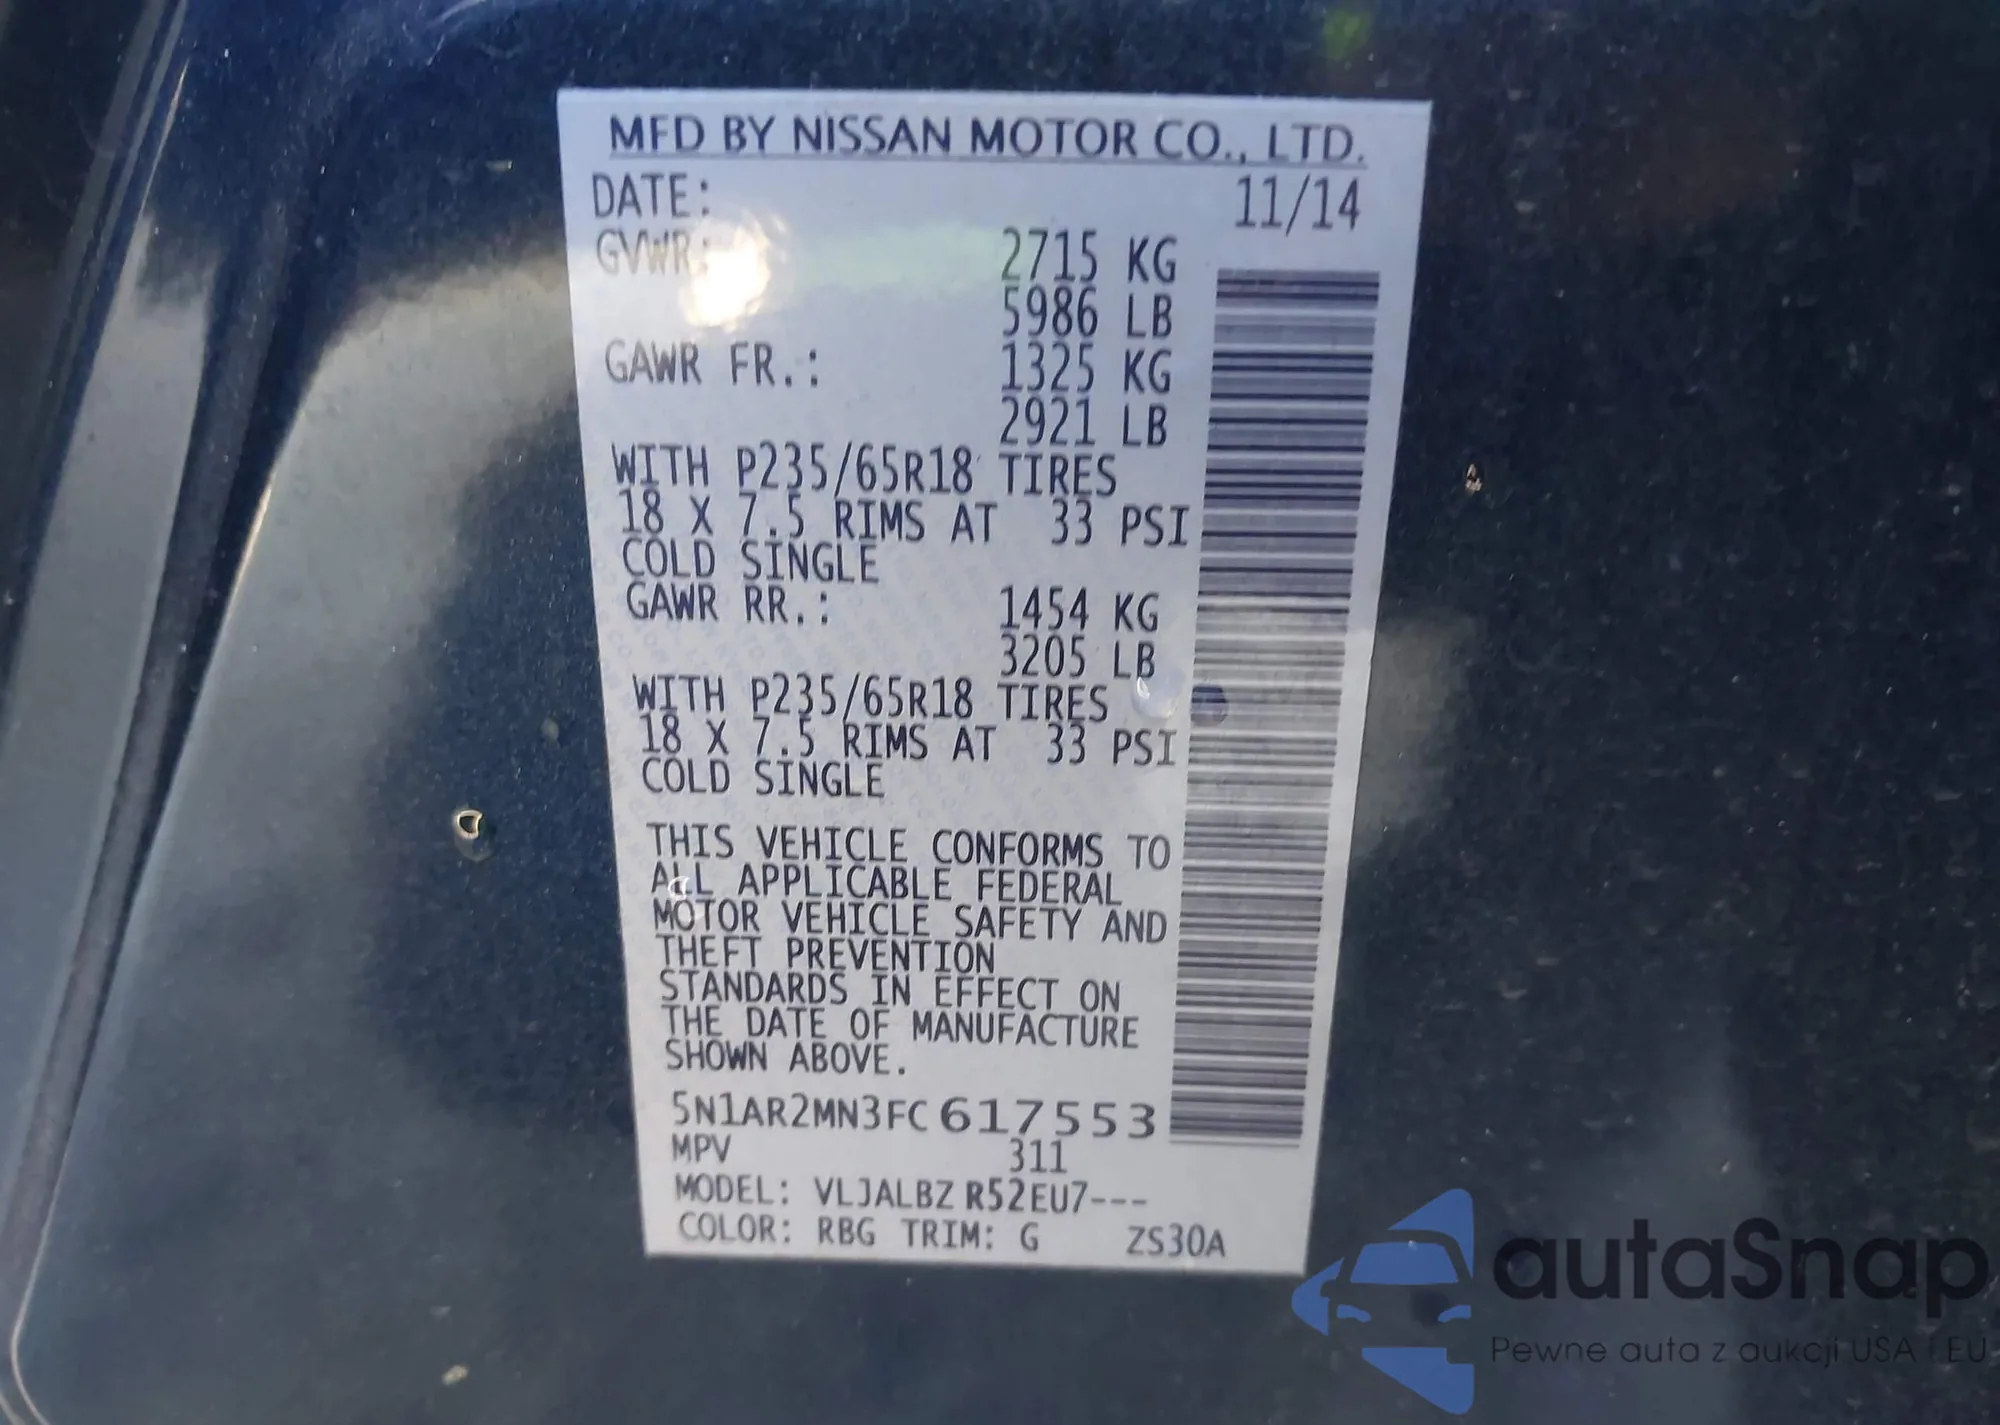 MFD BY NISSAN MOTOR CO., LTD.
DATE: 11/14
GVWR: 2715 KG
5986 LB
GAWR FR.: 1325 KG
2921 LB
WITH P235/65R18 TIRES
18 X 7.5 RIMS AT 33 PSI
COLD SINGLE
GAWR RR.: 1454 KG
3205 LB
WITH P235/65R18 TIRES
18 X 7.5 RIMS AT 33 PSI
COLD SINGLE
THIS VEHICLE CONFORMS TO
ALL APPLICABLE FEDERAL
MOTOR VEHICLE SAFETY AND
THEFT PREVENTION
STANDARDS IN EFFECT ON
THE DATE OF MANUFACTURE
SHOWN ABOVE.
5N1AR2MN3FC617553
MPV 311
MODEL: VLJALBZ R52EU7---
COLOR: RBG TRIM: G ZS30A
autaSnap
Pewne auta z aukcji USA i EU